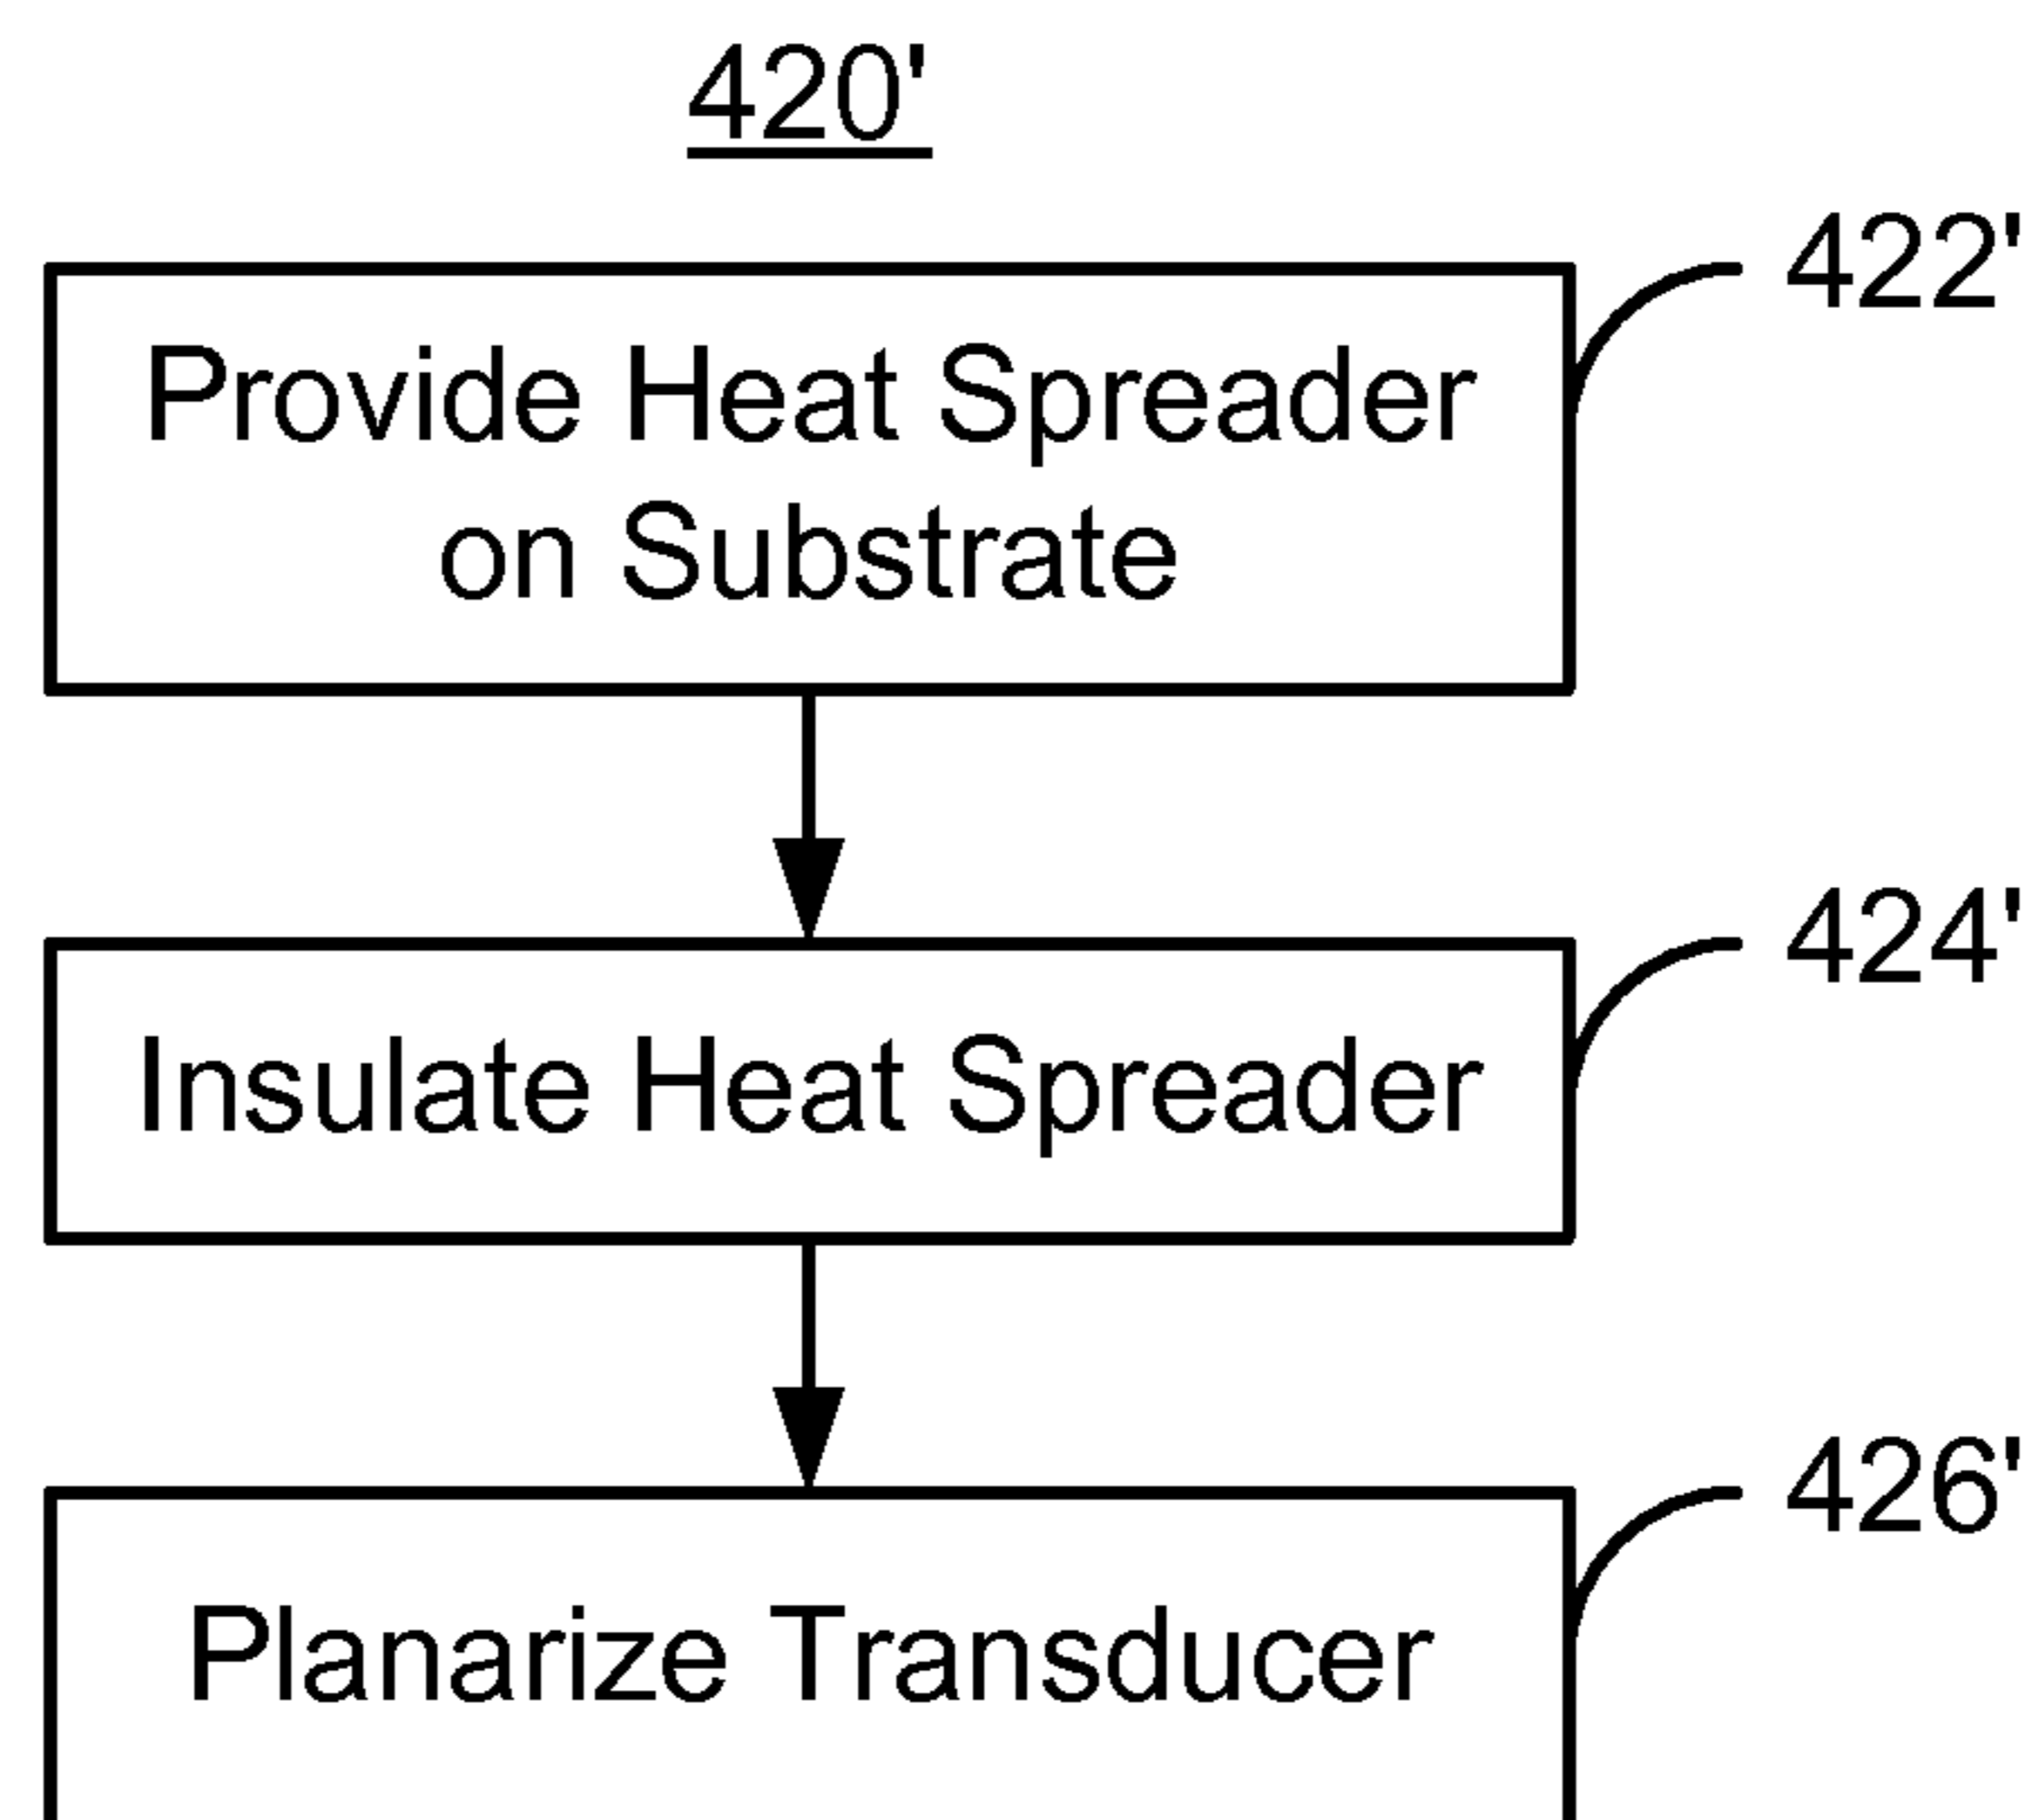 420'
422'
Provide Heat Spreader
on Substrate
424'
Insulate Heat Spreader
426'
Planarize Transducer